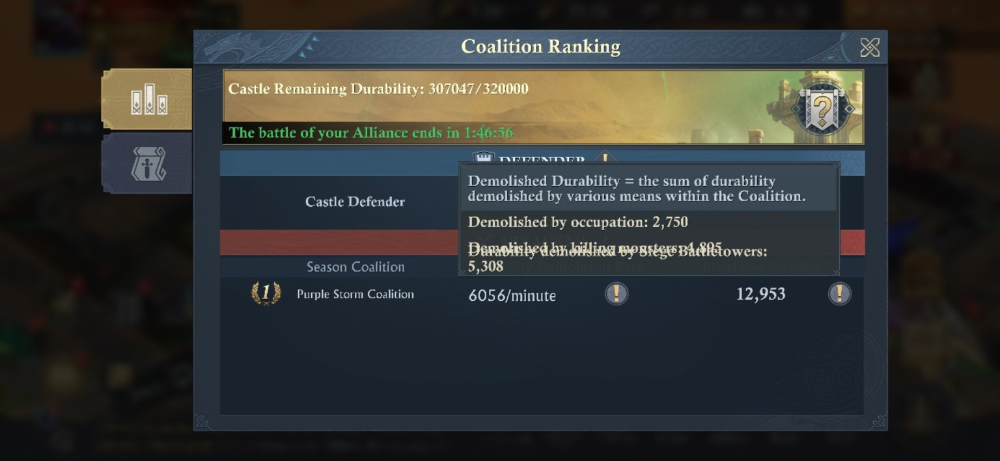 Coalition Ranking
Castle Remaining Durability: 307047/320000
The battle of your Alliance ends in 1:46:56
DEFENDER
Demolished Durability = the sum of durability
demolished by various means within the Coalition.
Castle Defender
Demolished by occupation: 2,750
Demolished by killing monsters: 4,895
Durability demolished by Siege Battletowers:
5,308
Season Coalition
1 Purple Storm Coalition 6056/minute 12,953